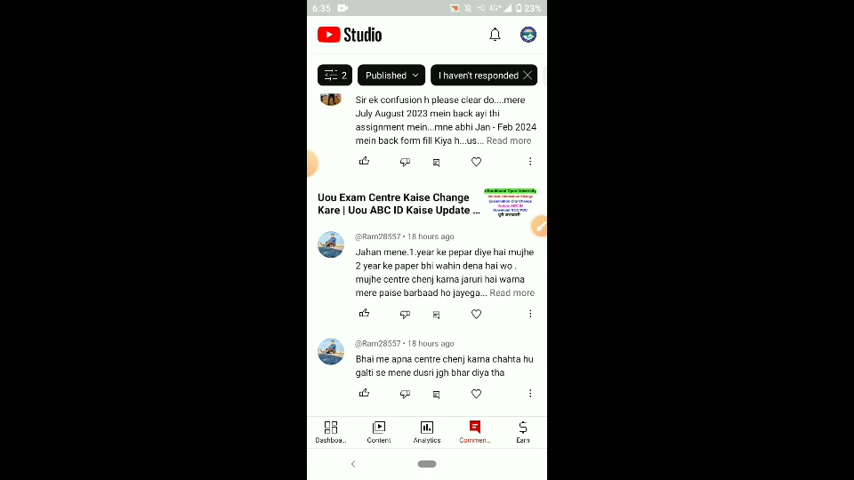 6:35
4G+
23%
Studio
2
Published
I haven't responded
Sir ek confusion h please clear do....mere
July August 2023 mein back ayi thi
assignment mein...mne abhi Jan - Feb 2024
mein back form fill Kiya h...us... Read more
Uou Exam Centre Kaise Change
Kare | Uou ABC ID Kaise Update ...
@Ram28557 • 18 hours ago
Jahan mene.1.year ke pepar diye hai mujhe
2 year ke paper bhi wahin dena hai wo .
mujhe centre chenj karna jaruri hai warna
mere paise barbaad ho jayega... Read more
@Ram28557 • 18 hours ago
Bhai me apna centre chenj karna chahta hu
galti se mene dusri jgh bhar diya tha
Dashboa..
Content
Analytics
Commen...
Earn